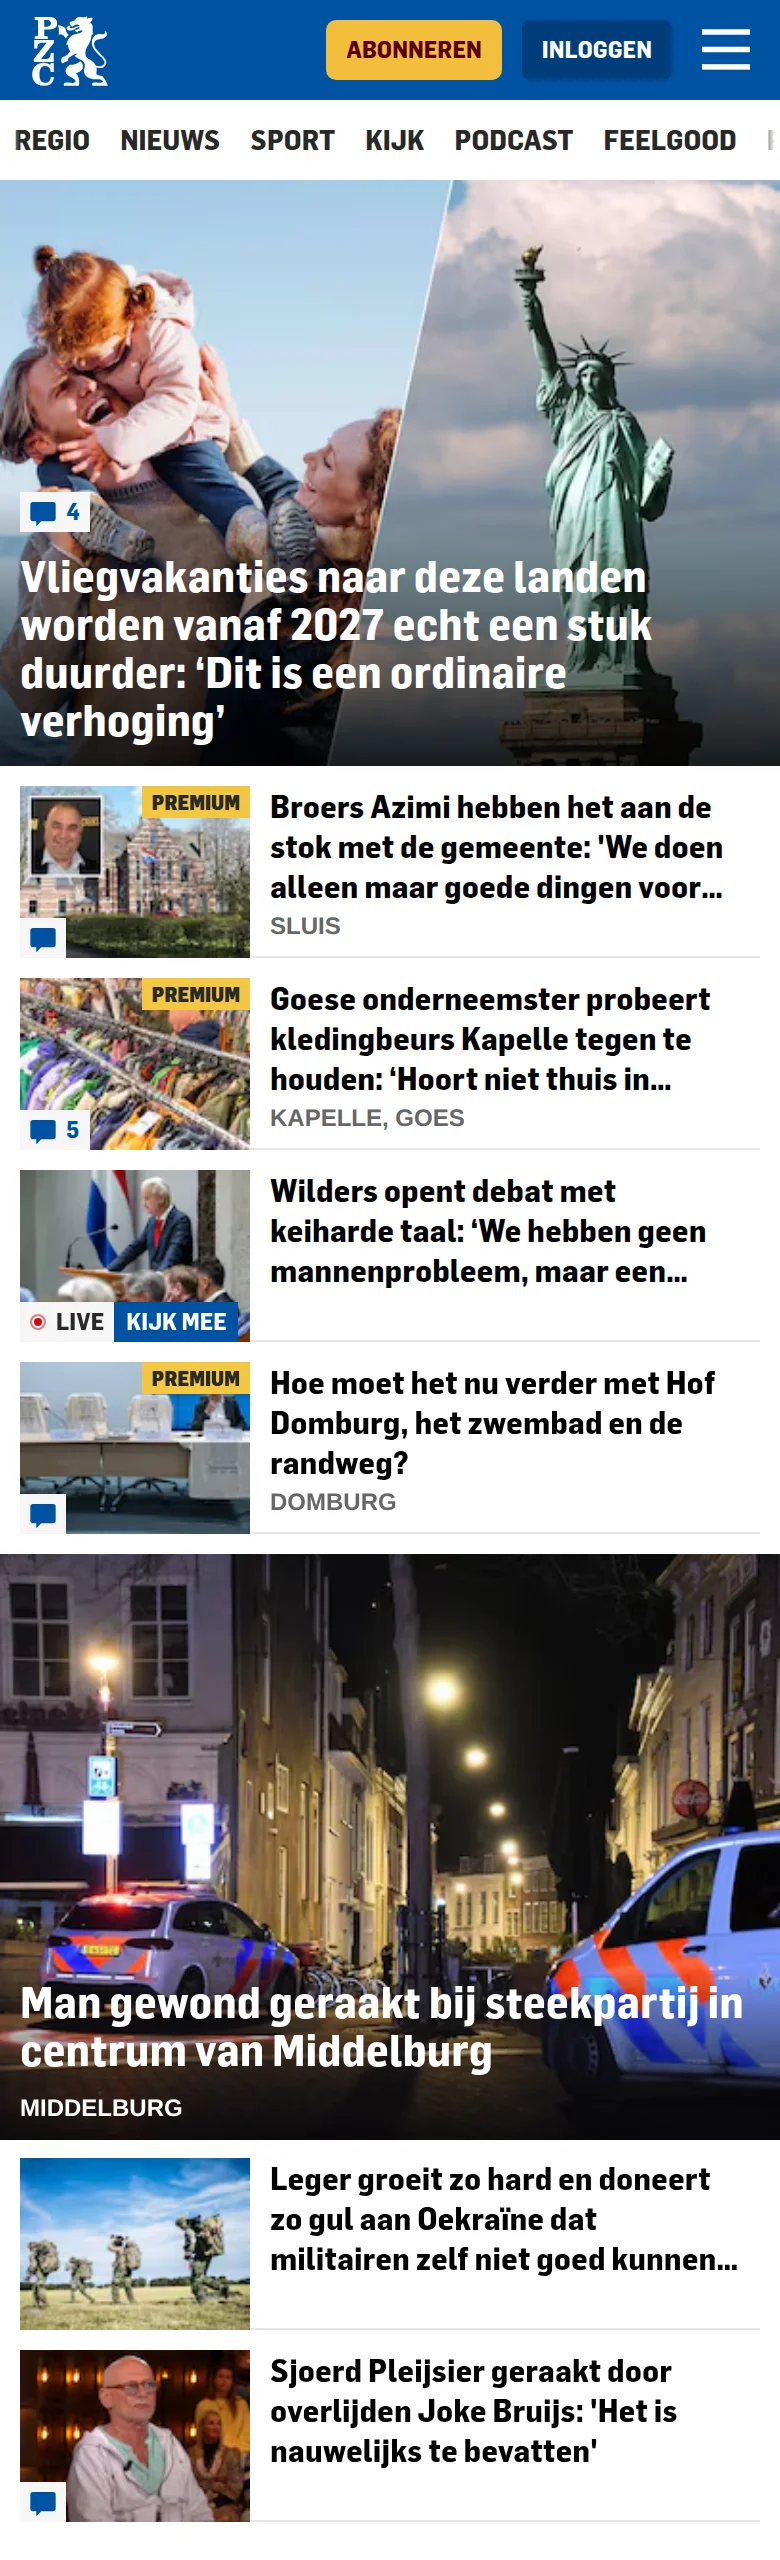 PZC
ABONNEREN
INLOGGEN
REGIO NIEUWS SPORT KIJK PODCAST FEELGOOD
4
Vliegvakanties naar deze landen
worden vanaf 2027 echt een stuk
duurder: ‘Dit is een ordinaire
verhoging’
PREMIUM
Broers Azimi hebben het aan de
stok met de gemeente: 'We doen
alleen maar goede dingen voor...
SLUIS
PREMIUM
5
Goese onderneemster probeert
kledingbeurs Kapelle tegen te
houden: ‘Hoort niet thuis in...
KAPELLE, GOES
LIVE KIJK MEE
Wilders opent debat met
keiharde taal: ‘We hebben geen
mannenprobleem, maar een...
PREMIUM
Hoe moet het nu verder met Hof
Domburg, het zwembad en de
randweg?
DOMBURG
Man gewond geraakt bij steekpartij in
centrum van Middelburg
MIDDELBURG
Leger groeit zo hard en doneert
zo gul aan Oekraïne dat
militairen zelf niet goed kunnen...
Sjoerd Pleijsier geraakt door
overlijden Joke Bruijs: 'Het is
nauwelijks te bevatten'